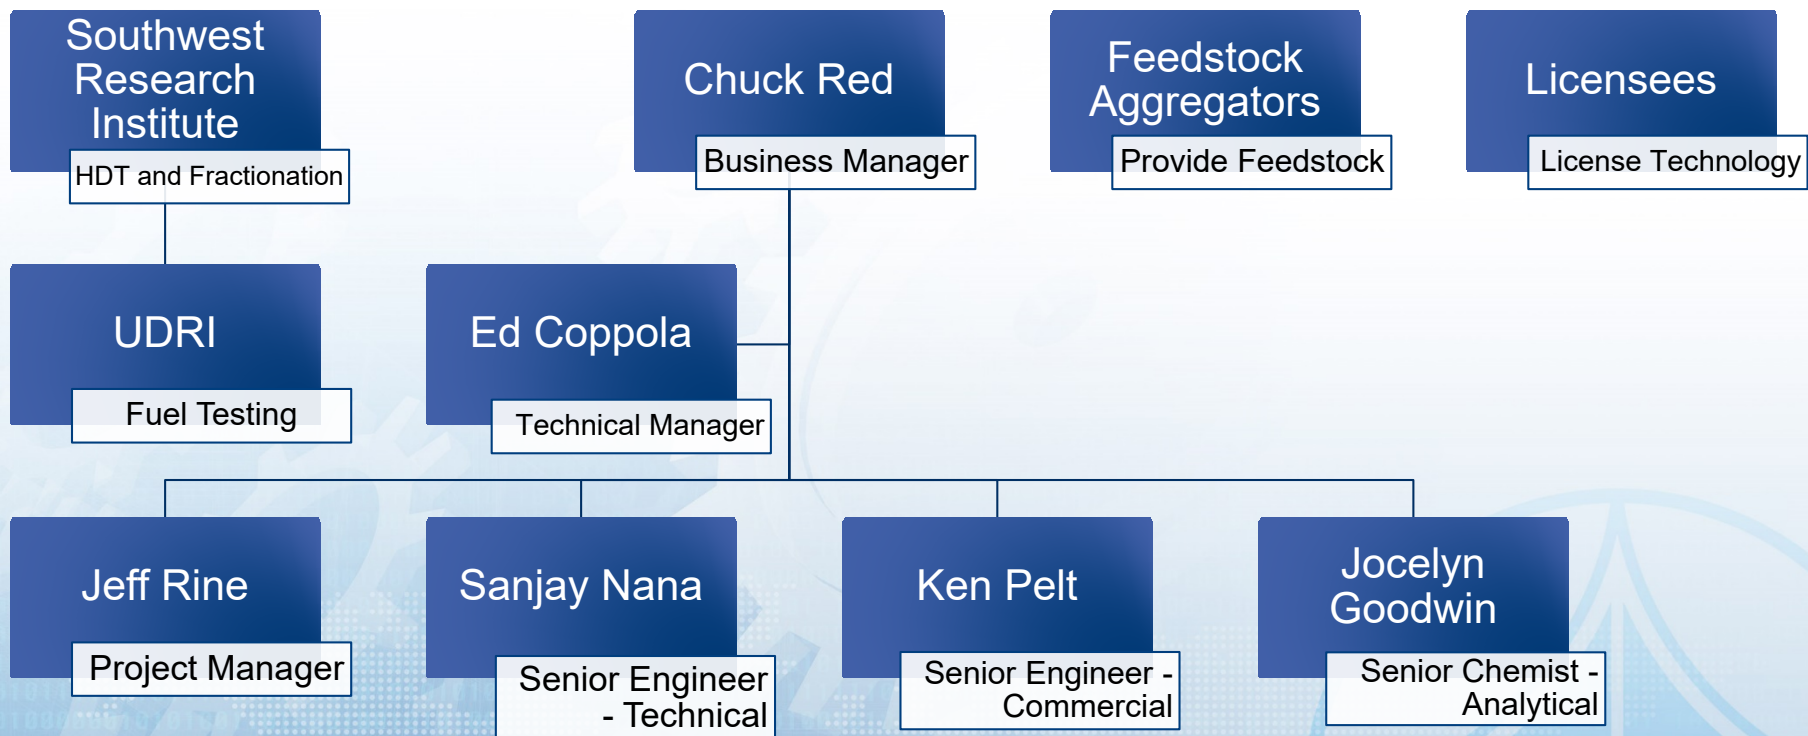 Southwest
Research
Institute
HDT and Fractionation
Chuck Red
Business Manager
Feedstock
Aggregators
Provide Feedstock
Licensees
License Technology
UDRI
Fuel Testing
Ed Coppola
Technical Manager
Jeff Rine
Project Manager
Sanjay Nana
Senior Engineer
- Technical
Ken Pelt
Senior Engineer -
Commercial
Jocelyn
Goodwin
Senior Chemist -
Analytical